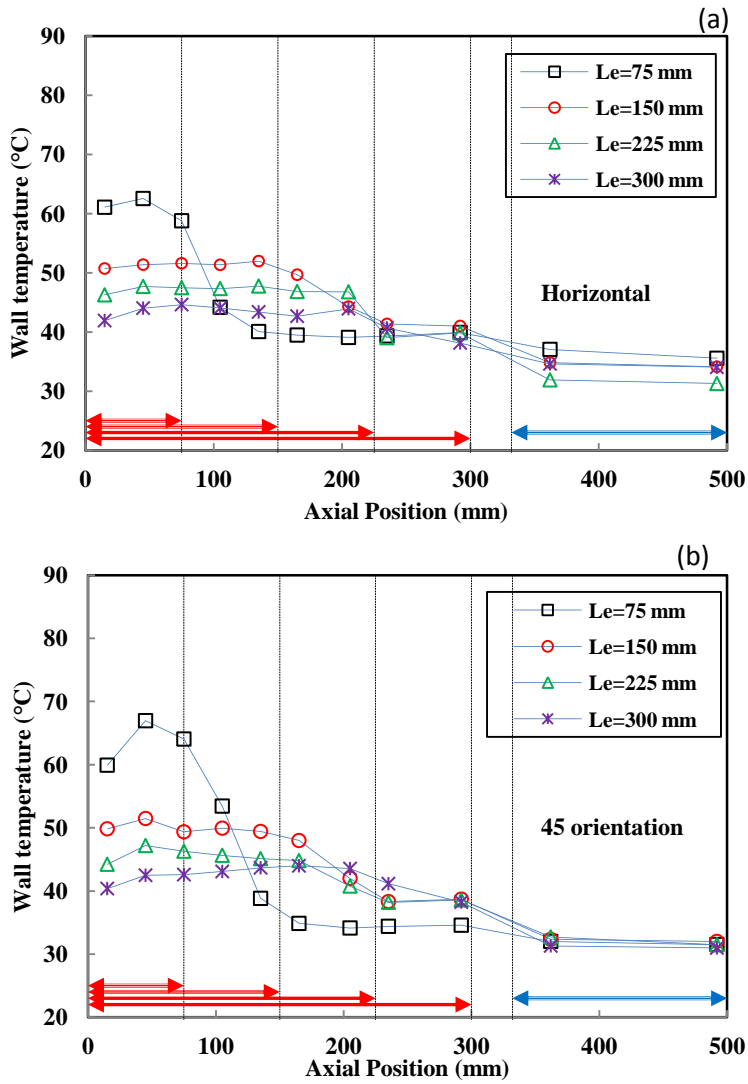 (a)
90
80
70
60
50
40
30
20
Wall temperature (°C)
Le=75 mm
Le=150 mm
Le=225 mm
Le=300 mm
Horizontal
0 100 200 300 400 500
Axial Position (mm)
(b)
90
80
70
60
50
40
30
20
Wall temperature (°C)
Le=75 mm
Le=150 mm
Le=225 mm
Le=300 mm
45 orientation
0 100 200 300 400 500
Axial Position (mm)